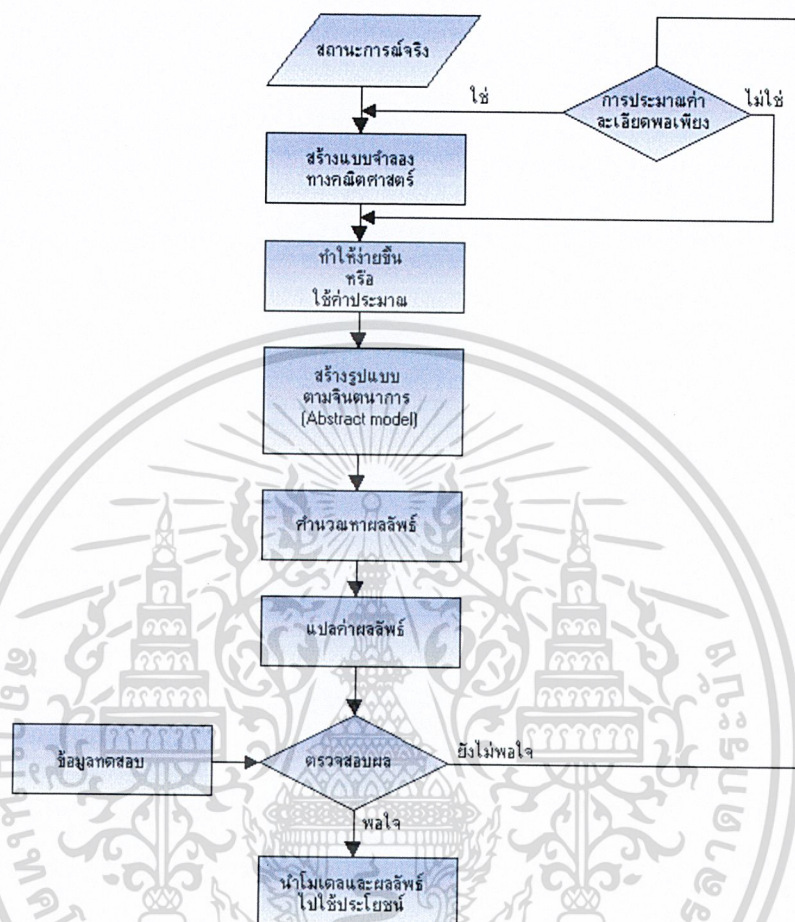 สถานะการณ์จริง
การประมาณค่า
ละเอียดพอเพียง
ใช่
ไม่ใช่
สร้างแบบจำลอง
ทางคณิตศาสตร์
ทำให้ง่ายขึ้น
หรือ
ใช้ค่าประมาณ
สร้างรูปแบบ
ตามจินตนาการ
(Abstract model)
คำนวณหาผลลัพธ์
แปลค่าผลลัพธ์
ข้อมูลทดสอบ
ตรวจสอบผล
ยังไม่พอใจ
พอใจ
นำโมเดลและผลลัพธ์
ไปใช้ประโยชน์